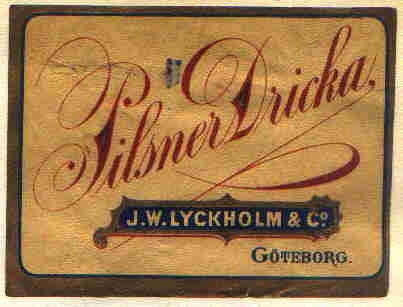 Pilsner Dricka,
J.W. LYCKHOLM & Co.
GÖTEBORG.